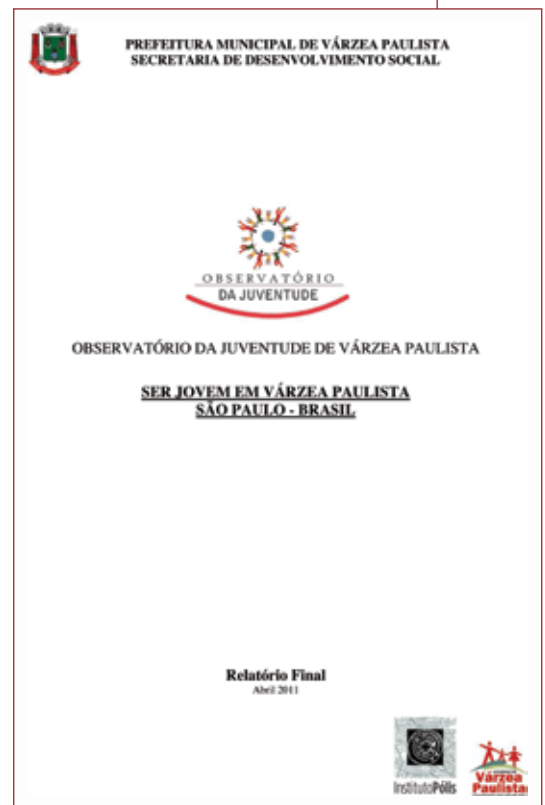 PREFEITURA MUNICIPAL DE VÁRZEA PAULISTA
SECRETARIA DE DESENVOLVIMENTO SOCIAL
OBSERVATÓRIO
DA JUVENTUDE
OBSERVATÓRIO DA JUVENTUDE DE VÁRZEA PAULISTA
SER JOVEM EM VÁRZEA PAULISTA
SÃO PAULO - BRASIL
Relatório Final
Abril 2011
InstitutoPólis
Várzea
Paulista